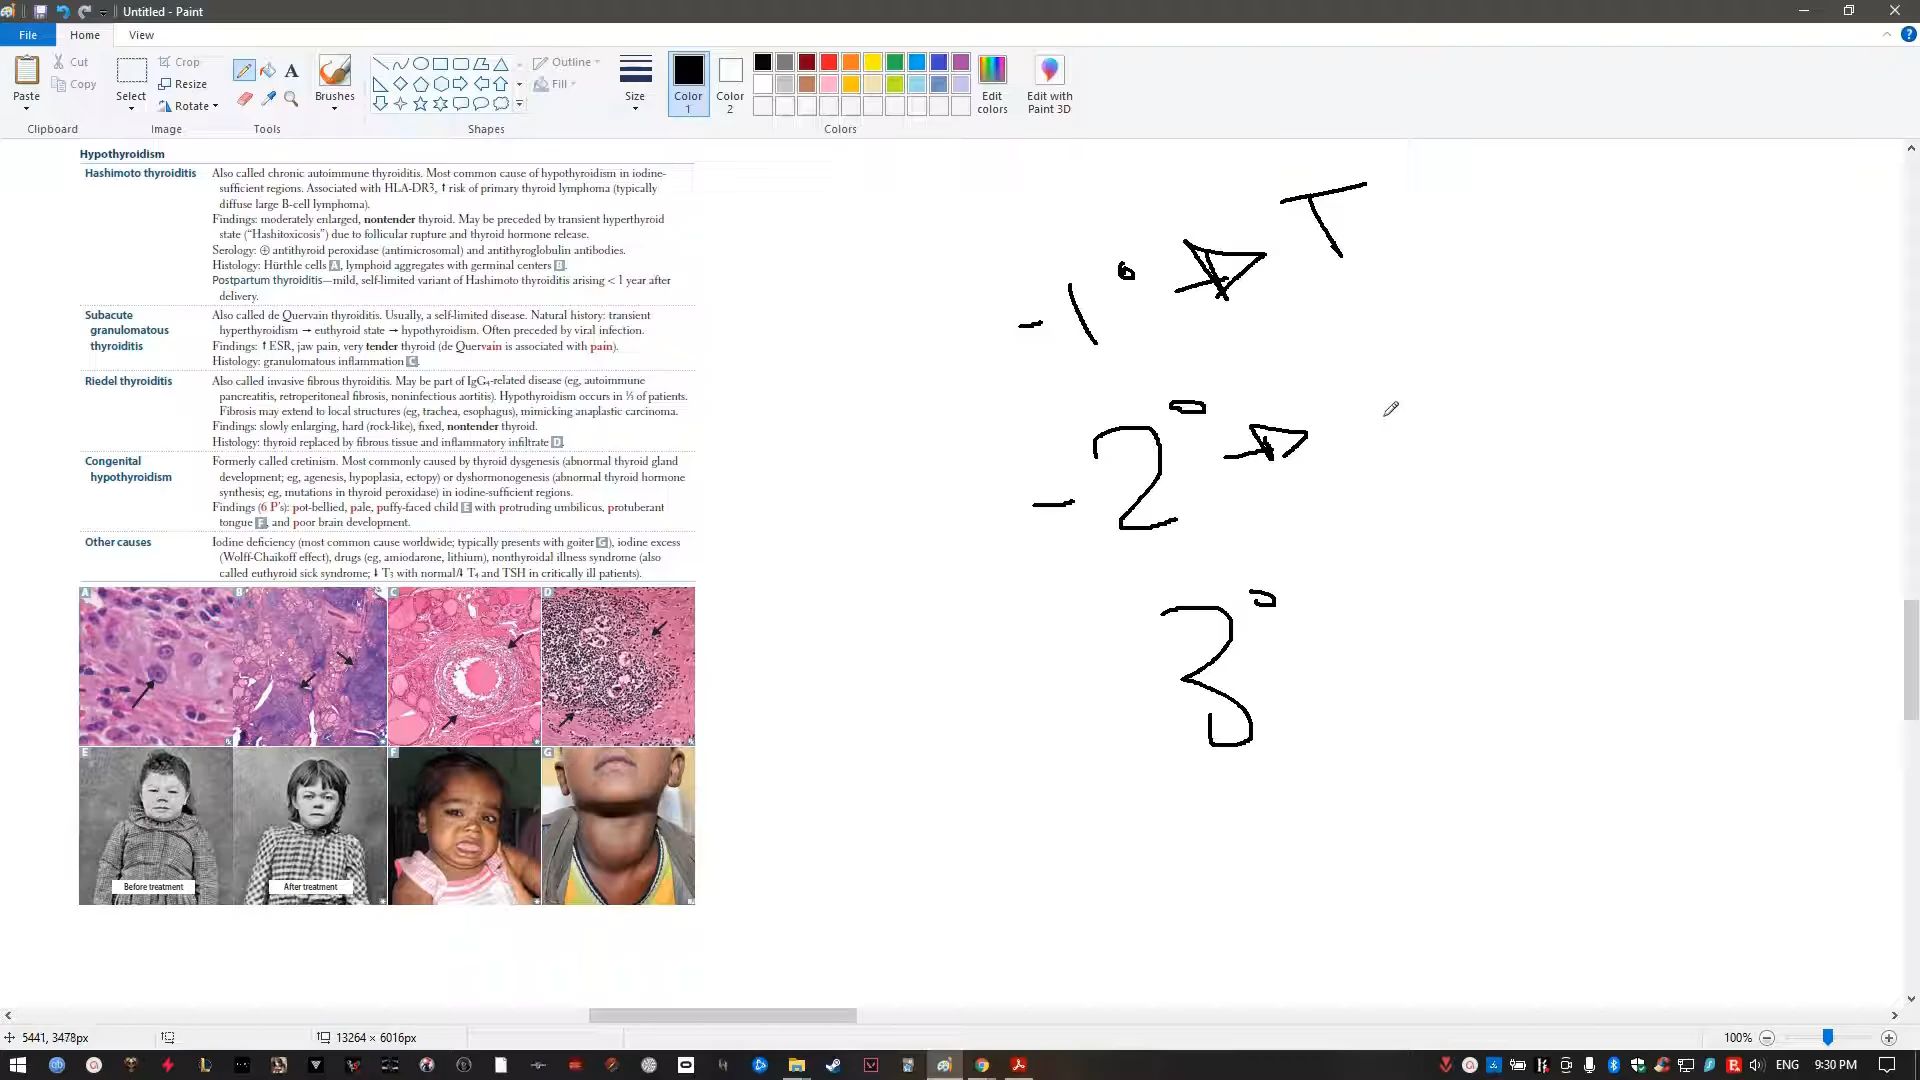 Untitled - Paint
File
Home
View
Paste
Cut
Copy
Clipboard
Select
Crop
Resize
Rotate
Image
Tools
Brushes
Shapes
Outline
Fill
Size
Color 1
Color 2
Edit colors
Colors
Edit with Paint 3D
Hypothyroidism
Hashimoto thyroiditis
Also called chronic autoimmune thyroiditis. Most common cause of hypothyroidism in iodine-
sufficient regions. Associated with HLA-DR3, ↑ risk of primary thyroid lymphoma (typically
diffuse large B-cell lymphoma).
Findings: moderately enlarged, nontender thyroid. May be preceded by transient hyperthyroid
state (“Hashitoxicosis”) due to follicular rupture and thyroid hormone release.
Serology: ⊕ antithyroid peroxidase (antimicrosomal) and antithyroglobulin antibodies.
Histology: Hürthle cells A, lymphoid aggregates with germinal centers B.
Postpartum thyroiditis—mild, self-limited variant of Hashimoto thyroiditis arising < 1 year after
delivery.
Subacute
granulomatous
thyroiditis
Also called de Quervain thyroiditis. Usually, a self-limited disease. Natural history: transient
hyperthyroidism → euthyroid state → hypothyroidism. Often preceded by viral infection.
Findings: ↑ ESR, jaw pain, very tender thyroid (de Quervain is associated with pain).
Histology: granulomatous inflammation C.
Riedel thyroiditis
Also called invasive fibrous thyroiditis. May be part of IgG₄-related disease (eg, autoimmune
pancreatitis, retroperitoneal fibrosis, noninfectious aortitis). Hypothyroidism occurs in ⅓ of patients.
Fibrosis may extend to local structures (eg, trachea, esophagus), mimicking anaplastic carcinoma.
Findings: slowly enlarging, hard (rock-like), fixed, nontender thyroid.
Histology: thyroid replaced by fibrous tissue and inflammatory infiltrate D.
Congenital
hypothyroidism
Formerly called cretinism. Most commonly caused by thyroid dysgenesis (abnormal thyroid gland
development; eg, agenesis, hypoplasia, ectopy) or dyshormonogenesis (abnormal thyroid hormone
synthesis; eg, mutations in thyroid peroxidase) in iodine-sufficient regions.
Findings (6 P's): pot-bellied, pale, puffy-faced child E with protruding umbilicus, protuberant
tongue F, and poor brain development.
Other causes
Iodine deficiency (most common cause worldwide; typically presents with goiter G), iodine excess
(Wolff-Chaikoff effect), drugs (eg, amiodarone, lithium), nonthyroidal illness syndrome (also
called euthyroid sick syndrome; ↓ T₃ with normal/↓ T₄ and TSH in critically ill patients).
A
B
C
D
E
F
G
Before treatment
After treatment
- 1° → T
- 2° →
3°
5441, 3478px
13264 × 6016px
100%
ENG
9:30 PM